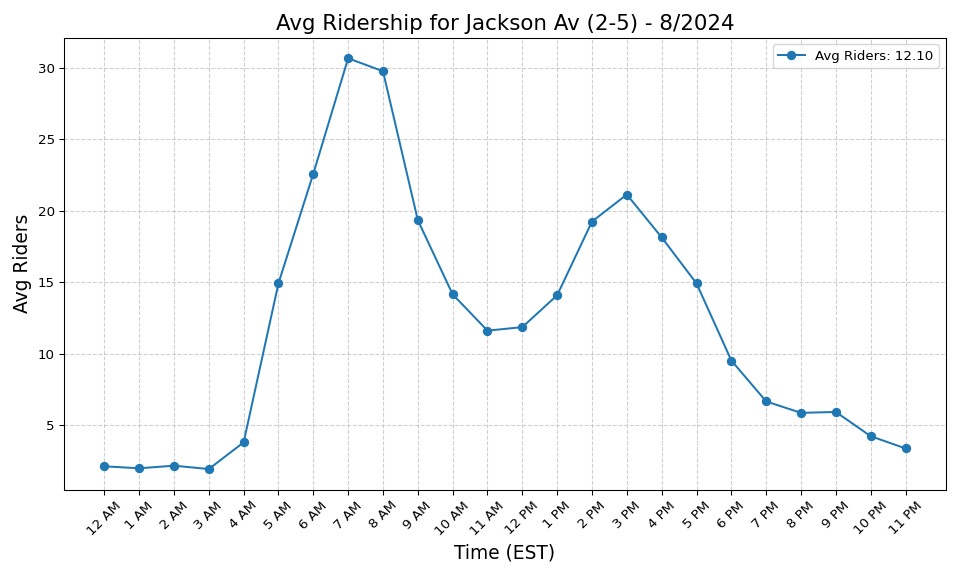 Avg Ridership for Jackson Av (2-5) - 8/2024
Avg Riders: 12.10
Avg Riders
30
25
20
15
10
5
12 AM
1 AM
2 AM
3 AM
4 AM
5 AM
6 AM
7 AM
8 AM
9 AM
10 AM
11 AM
12 PM
1 PM
2 PM
3 PM
4 PM
5 PM
6 PM
7 PM
8 PM
9 PM
10 PM
11 PM
Time (EST)